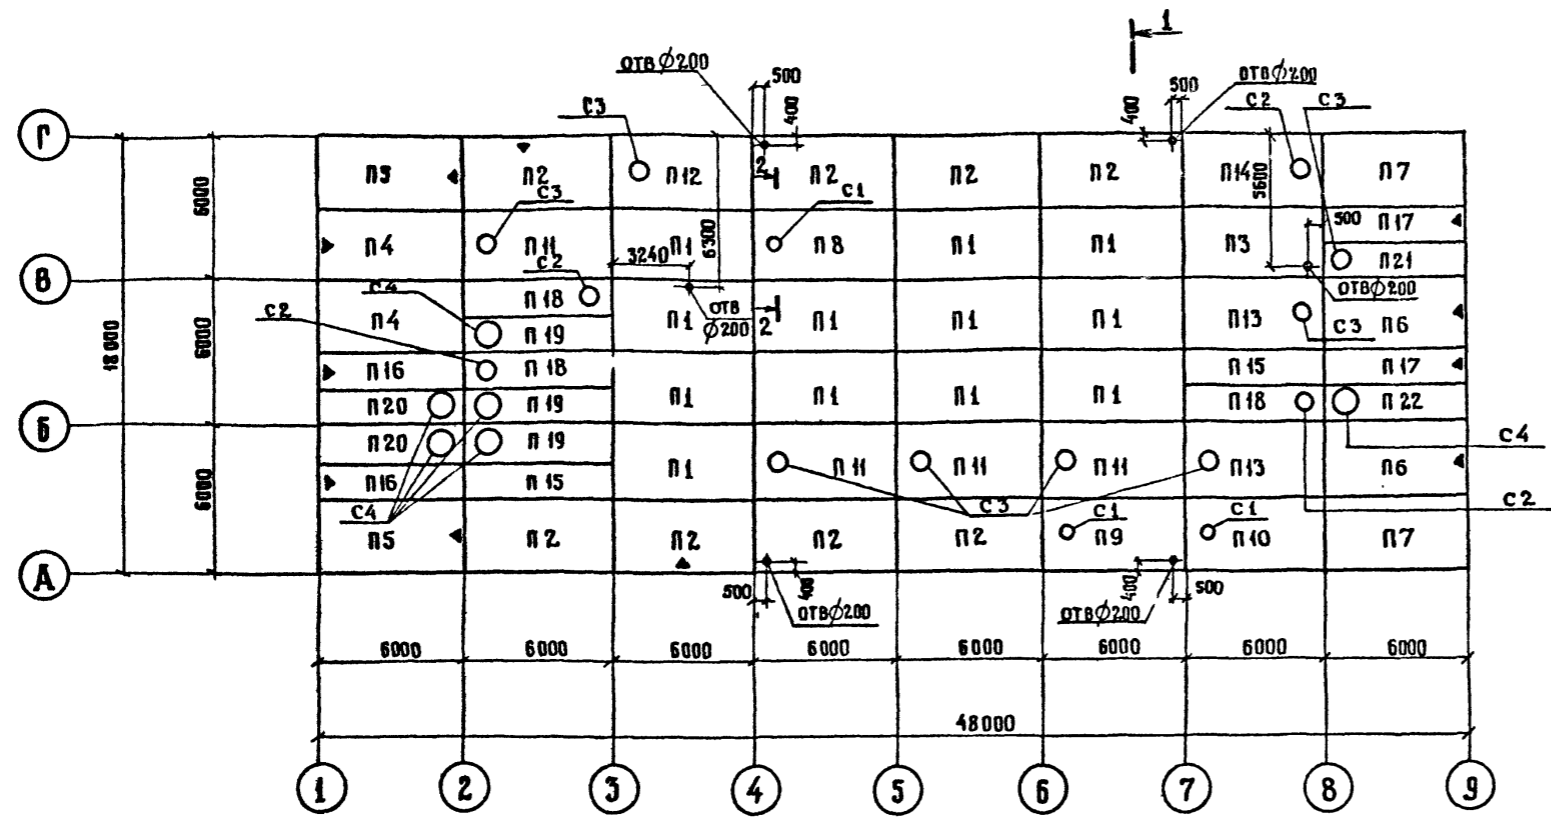 1
ОТВ Ø200
500
400
С3
ОТВ Ø200
500
400
С2
С3
Г
П5
П2
П12
2
П2
П2
П2
П14
П7
6000
С3
С1
5600
500
П17
П4
П11
П1
6300
П8
П1
П1
П3
П21
3240
В
С2
ОТВ Ø200
С4
П18
ОТВ
Ø200
2
С2
П4
П19
П1
П1
П1
П1
П13
С3
П6
18000
6000
П16
П18
П15
П17
П20
П19
П1
П1
П1
П1
П18
П22
Б
С4
П20
П19
П1
П11
П11
П11
П13
П6
6000
П16
П15
С4
С3
С2
С1
С1
П5
П2
П2
П2
П2
П9
П10
П7
А
500
400
ОТВ Ø200
400
500
ОТВ Ø200
6000
6000
6000
6000
6000
6000
6000
6000
48000
1
2
3
4
5
6
7
8
9